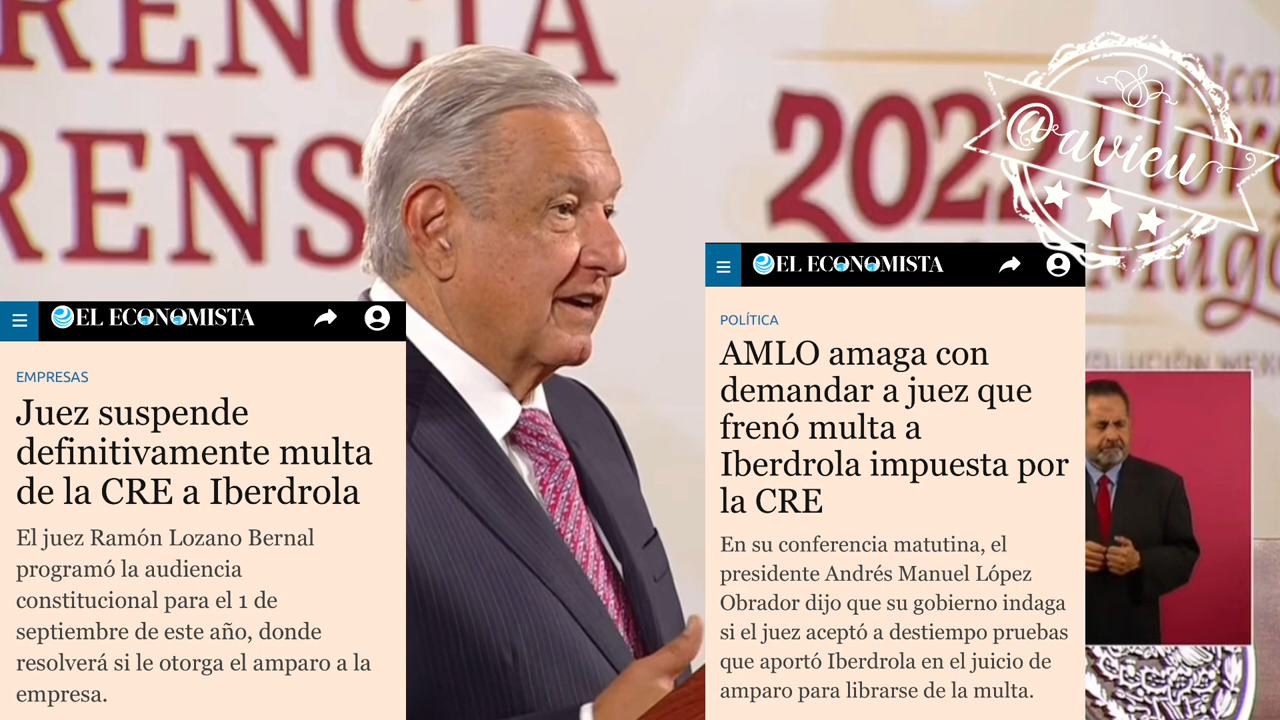 RENCIA
RENS
2022
@avieu
EL ECONOMISTA
EMPRESAS
Juez suspende
definitivamente multa
de la CRE a Iberdrola
El juez Ramón Lozano Bernal
programó la audiencia
constitucional para el 1 de
septiembre de este año, donde
resolverá si le otorga el amparo a la
empresa.
EL ECONOMISTA
POLÍTICA
AMLO amaga con
demandar a juez que
frenó multa a
Iberdrola impuesta por
la CRE
En su conferencia matutina, el
presidente Andrés Manuel López
Obrador dijo que su gobierno indaga
si el juez aceptó a destiempo pruebas
que aportó Iberdrola en el juicio de
amparo para librarse de la multa.